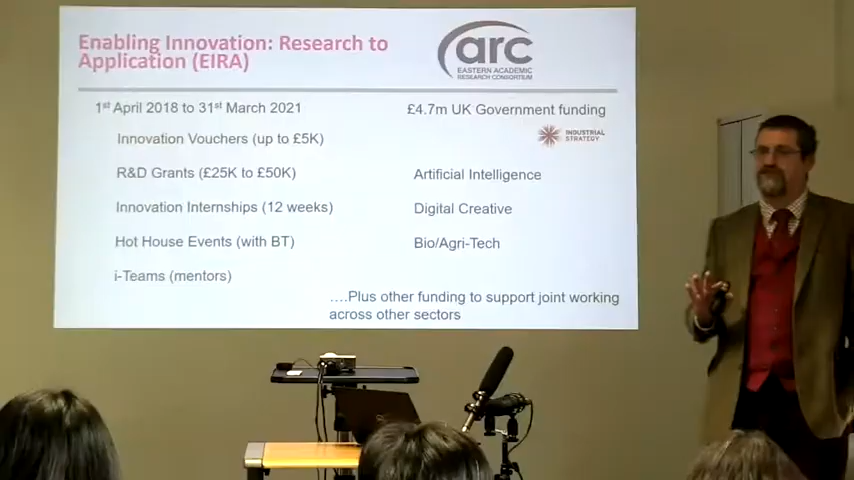 Enabling Innovation: Research to
Application (EIRA)
arc
EASTERN ACADEMIC
RESEARCH CONSORTIUM
1st April 2018 to 31st March 2021
Innovation Vouchers (up to £5K)
R&D Grants (£25K to £50K)
Innovation Internships (12 weeks)
Hot House Events (with BT)
i-Teams (mentors)
£4.7m UK Government funding
INDUSTRIAL
STRATEGY
Artificial Intelligence
Digital Creative
Bio/Agri-Tech
....Plus other funding to support joint working
across other sectors